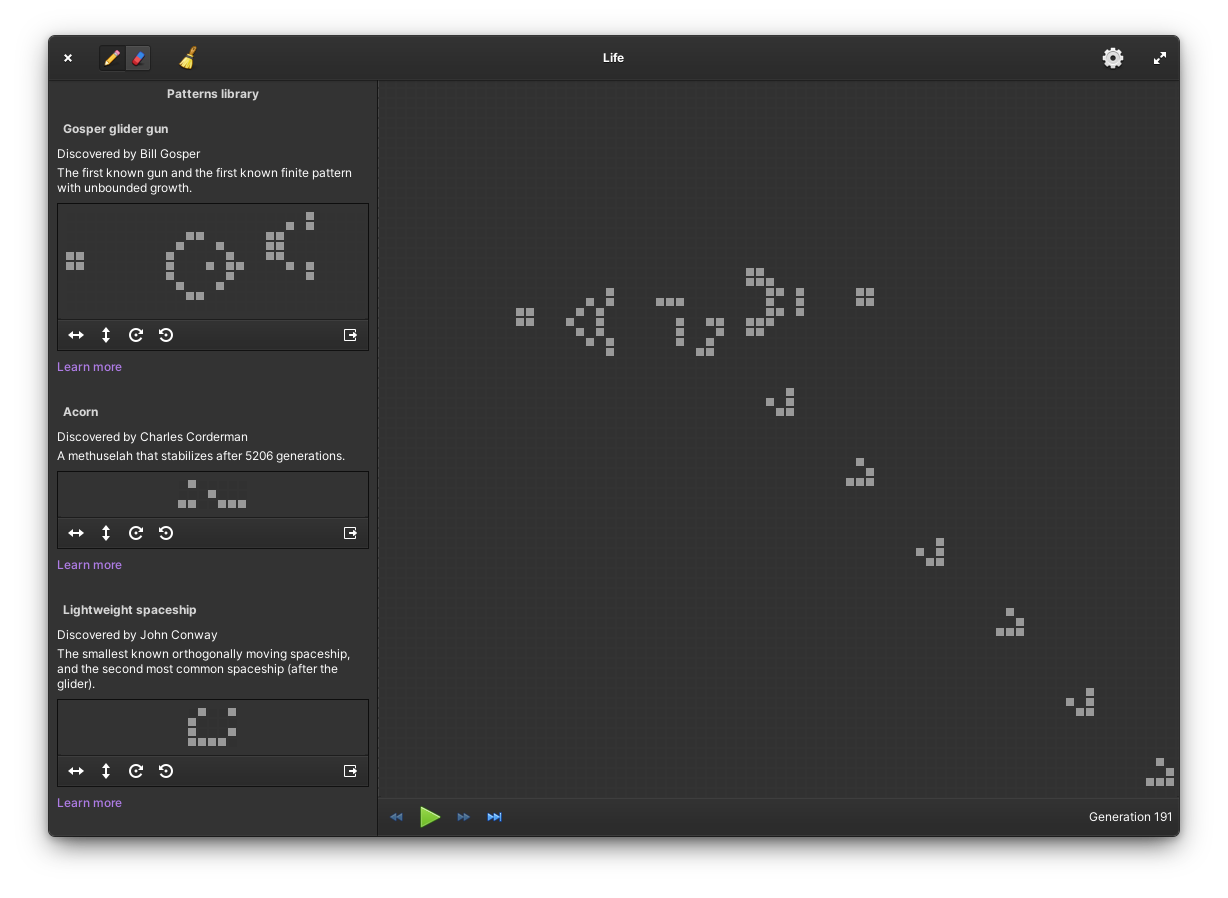 Life
Patterns library
Gosper glider gun
Discovered by Bill Gosper
The first known gun and the first known finite pattern
with unbounded growth.
Learn more
Acorn
Discovered by Charles Corderman
A methuselah that stabilizes after 5206 generations.
Learn more
Lightweight spaceship
Discovered by John Conway
The smallest known orthogonally moving spaceship,
and the second most common spaceship (after the
glider).
Learn more
Generation 191